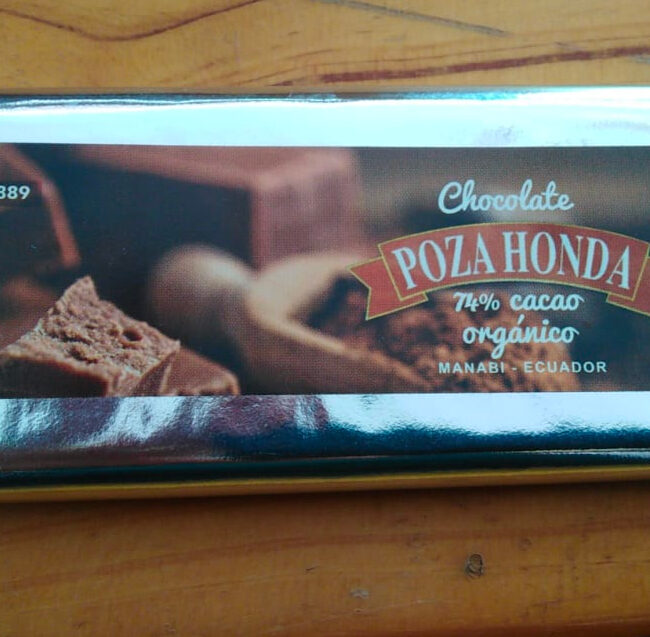 389
Chocolate
POZA HONDA
74% cacao
orgánico
MANABI - ECUADOR